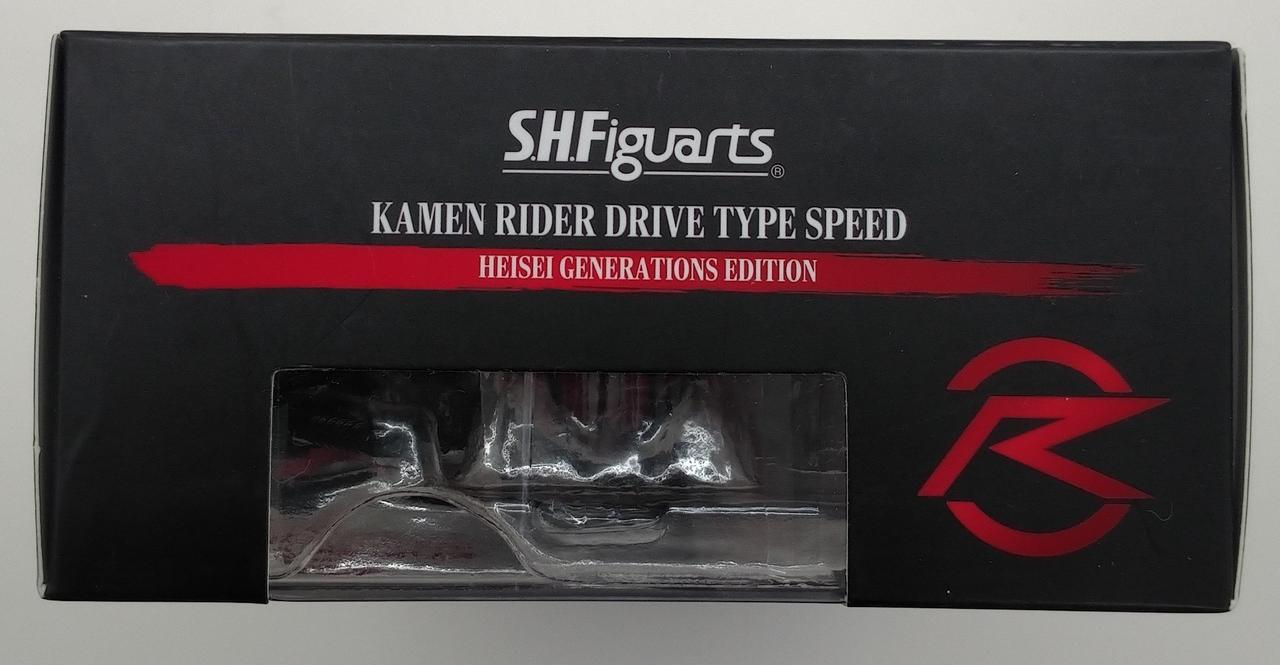 S.H.Figuarts®
KAMEN RIDER DRIVE TYPE SPEED
HEISEI GENERATIONS EDITION
R